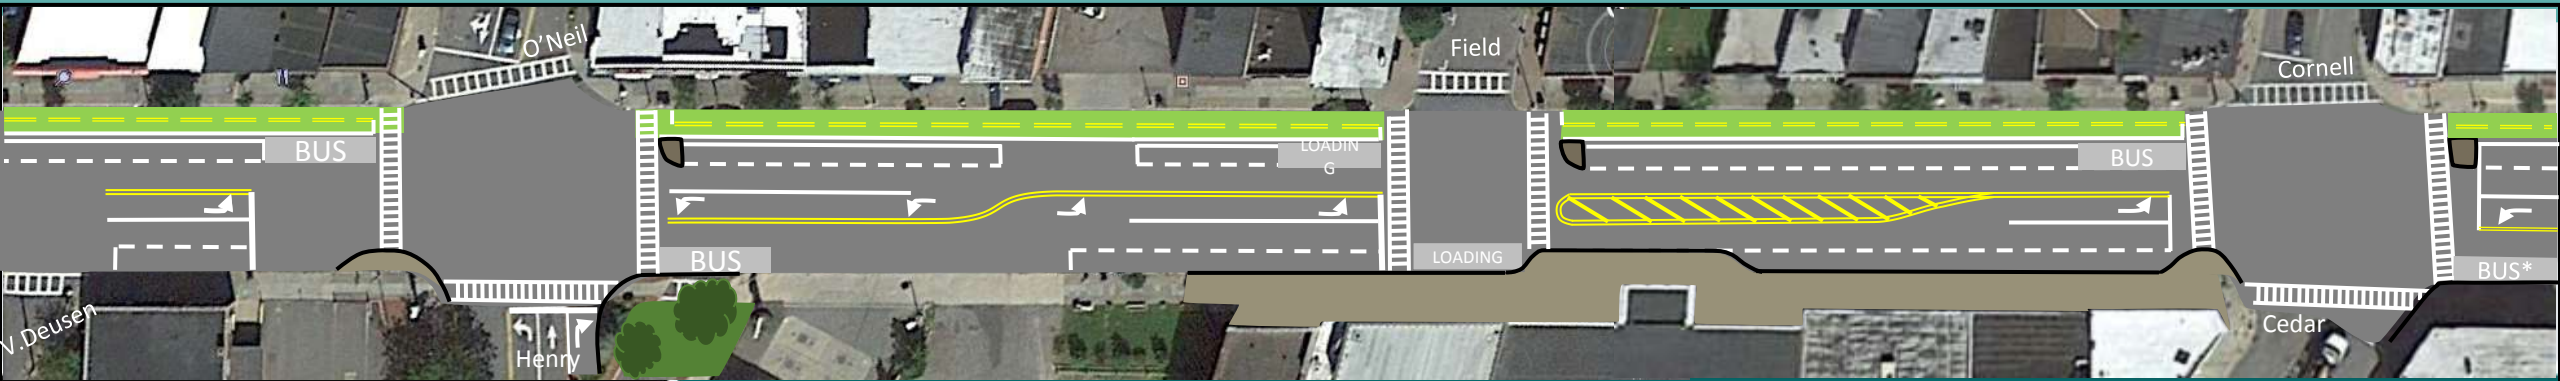 O'Neil
Field
Cornell
BUS
LOADIN
G
BUS
BUS
LOADING
BUS*
V.Deusen
Henry
Cedar